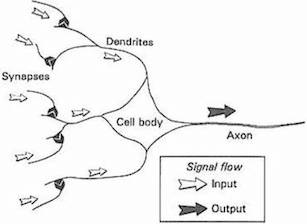 Dendrites
Synapses
Cell body
Axon
Signal flow
Input
Output